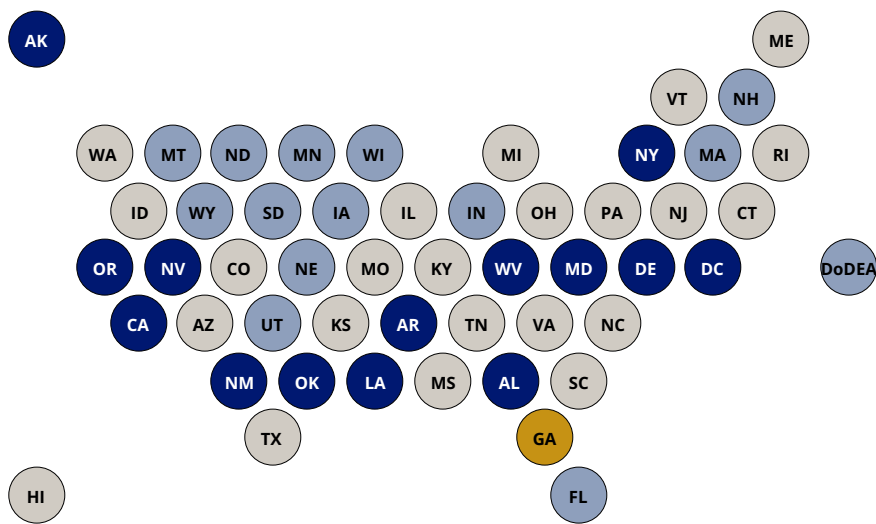 AK ME
VT NH
WA MT ND MN WI MI NY MA RI
ID WY SD IA IL IN OH PA NJ CT
OR NV CO NE MO KY WV MD DE DC DoDEA
CA AZ UT KS AR TN VA NC
NM OK LA MS AL SC
TX GA
HI FL